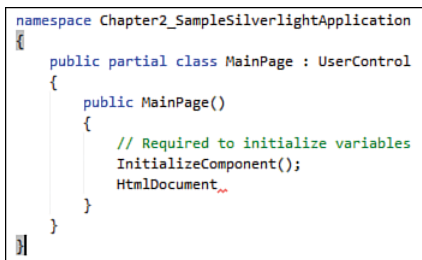 namespace Chapter2_SampleSilverlightApplication
{
    public partial class MainPage : UserControl
    {
        public MainPage()
        {
            // Required to initialize variables
            InitializeComponent();
            HtmlDocument
        }
    }
}